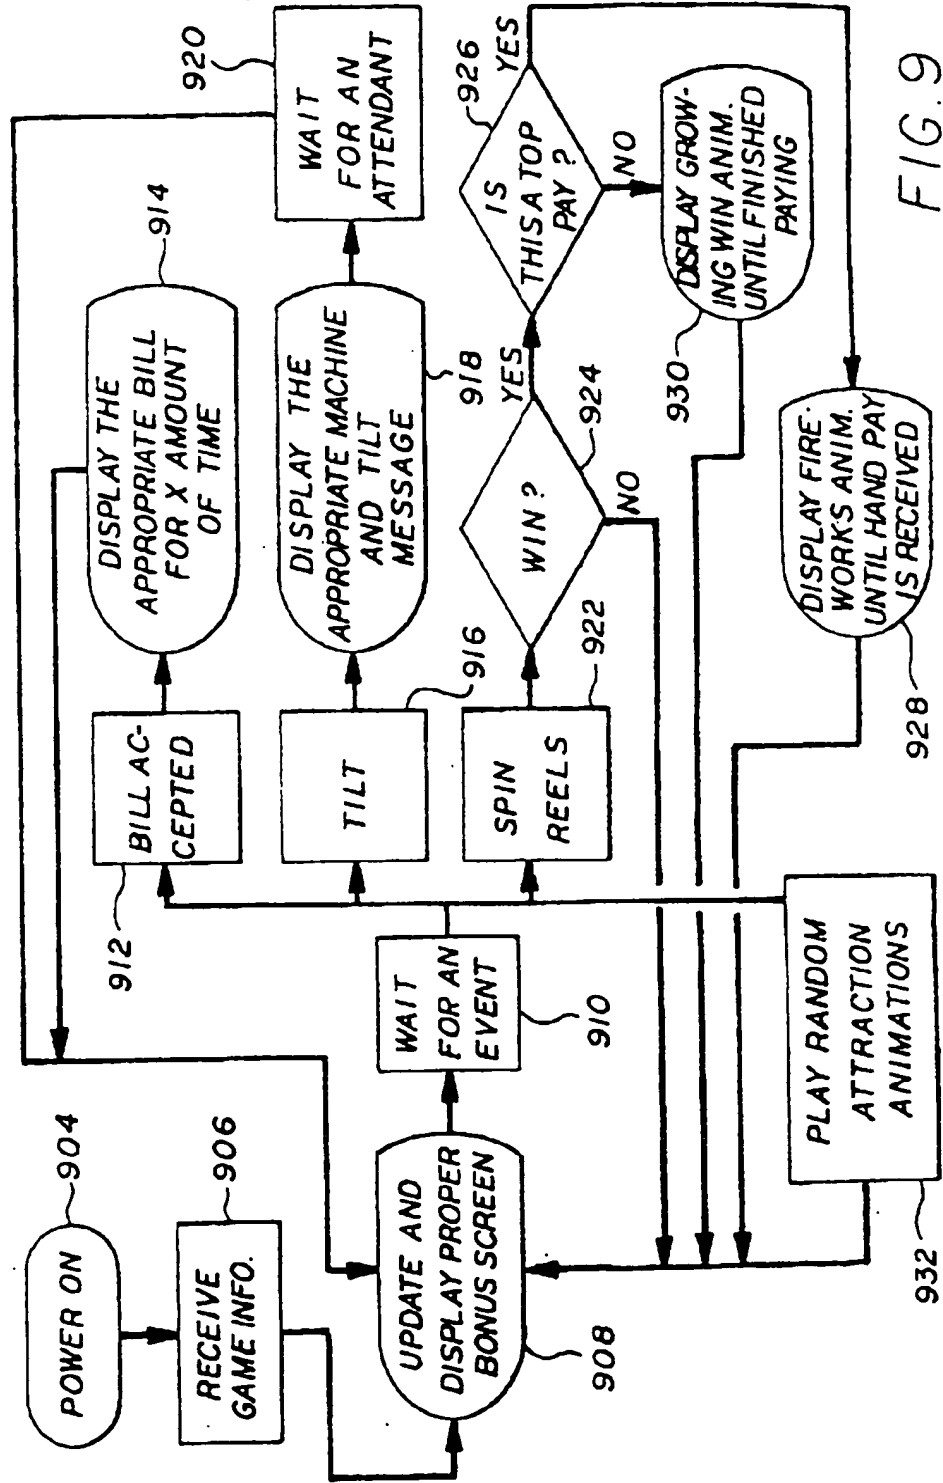 904
POWER ON
906
RECEIVE
GAME INFO.
UPDATE AND
DISPLAY PROPER
BONUS SCREEN
908
WAIT
FOR AN
EVENT
910
BILL AC-
CEPTED
912
DISPLAY THE
APPROPRIATE BILL
FOR X AMOUNT
OF TIME
914
TILT
916
DISPLAY THE
APPROPRIATE MACHINE
AND TILT
MESSAGE
918
WAIT
FOR AN
ATTENDANT
920
SPIN
REELS
922
WIN ?
924
YES
NO
IS
THIS A TOP
PAY ?
926
YES
NO
DISPLAY GROW-
ING WIN ANIM.
UNTIL FINISHED
PAYING
930
DISPLAY FIRE-
WORKS ANIM.
UNTIL HAND PAY
IS RECEIVED
928
PLAY RANDOM
ATTRACTION
ANIMATIONS
932
FIG. 9